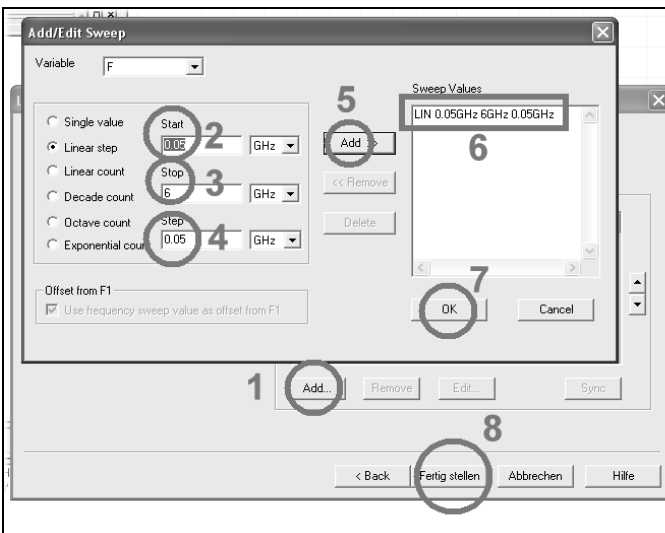 Add/Edit Sweep
Variable F
Sweep Values
5
Single value
Start
2
0.05 GHz
LIN 0.05GHz 6GHz 0.05GHz
6
Linear step
Add >>
Linear count
Stop
3
6 GHz
<< Remove
Decade count
Octave count
Step
4
0.05 GHz
Delete
Exponential coun
Offset from F1
Use frequency sweep value as offset from F1
7
OK Cancel
1
Add... Remove Edit... Sync
8
< Back Fertig stellen Abbrechen Hilfe